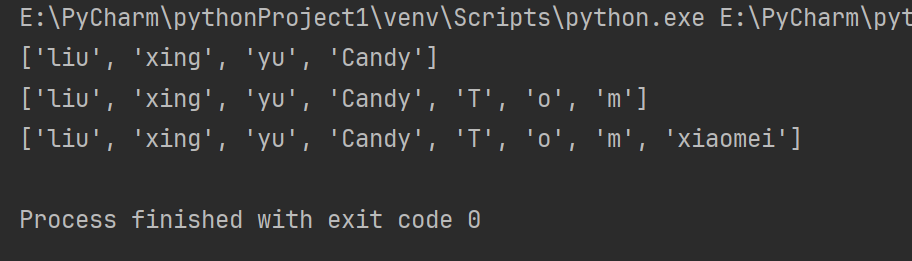 E:\PyCharm\pythonProject1\venv\Scripts\python.exe E:\PyCharm\pyt
['liu', 'xing', 'yu', 'Candy']
['liu', 'xing', 'yu', 'Candy', 'T', 'o', 'm']
['liu', 'xing', 'yu', 'Candy', 'T', 'o', 'm', 'xiaomei']
Process finished with exit code 0